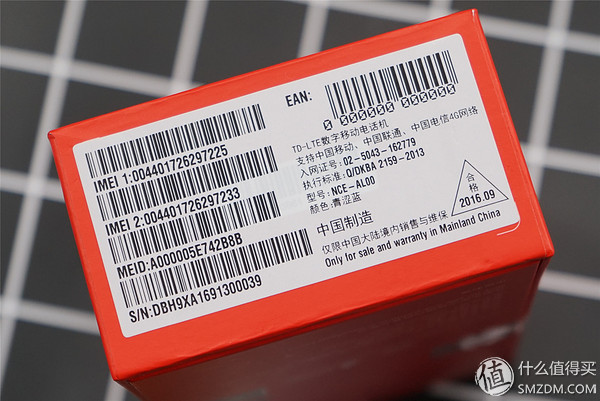 IMEI 1:004401726297225
IMEI 2:004401726297233
MEID:A000005E742B8B
S/N:DBH9XA1691300039
EAN:
0 000000 000000
TD-LTE数字移动电话机
支持中国移动、中国联通、中国电信4G网络
入网证号: 02-5043-162779
执行标准: Q/DKBA 2159-2013
型号: NCE-AL00
颜色: 青涩蓝
中国制造
仅限中国大陆境内销售与维保
Only for sale and warranty in Mainland China
合格
2016.09
值 什么值得买
SMZDM.COM